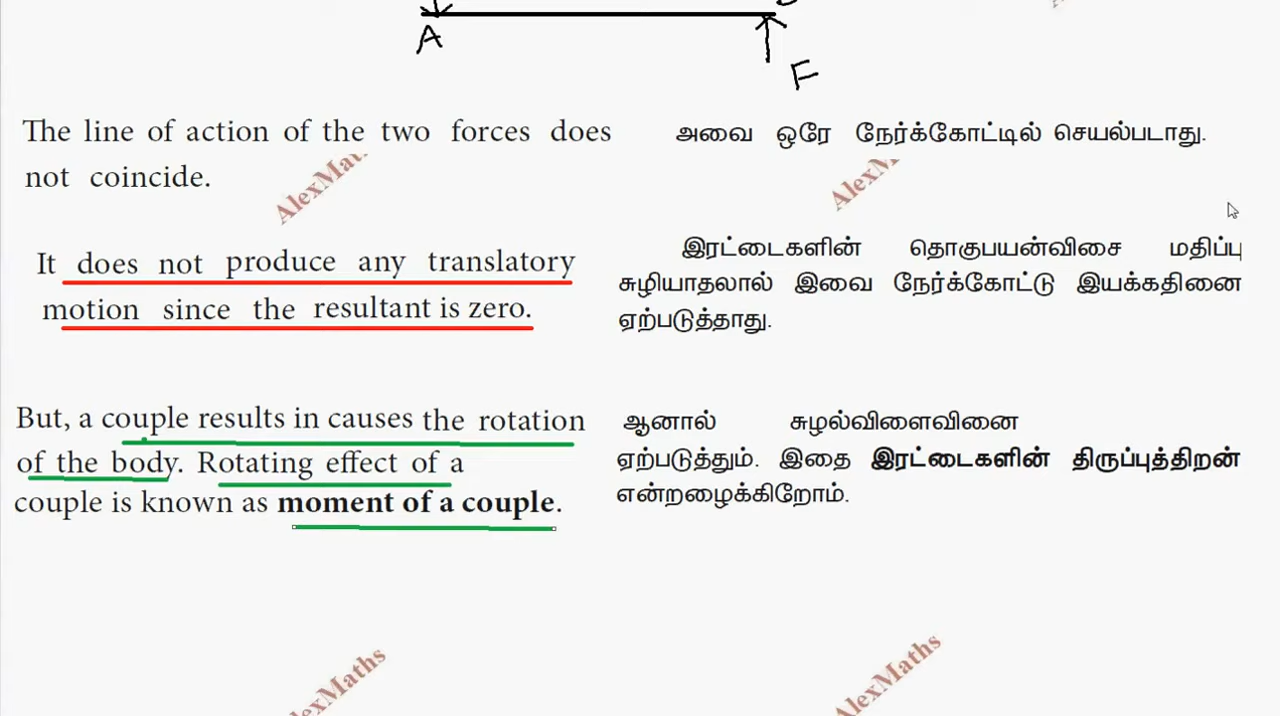 A
F
The line of action of the two forces does
not coincide.
அவை ஒரே நேர்க்கோட்டில் செயல்படாது.
AlexMat
AlexM
It does not produce any translatory
motion since the resultant is zero.
இரட்டைகளின் தொகுபயன்விசை மதிப்பு
சுழியாதலால் இவை நேர்க்கோட்டு இயக்கதினை
ஏற்படுத்தாது.
But, a couple results in causes the rotation
of the body. Rotating effect of a
couple is known as moment of a couple.
ஆனால் சுழல்விளைவினை
ஏற்படுத்தும். இதை இரட்டைகளின் திருப்புத்திறன்
என்றழைக்கிறோம்.
lexMaths
AlexMaths